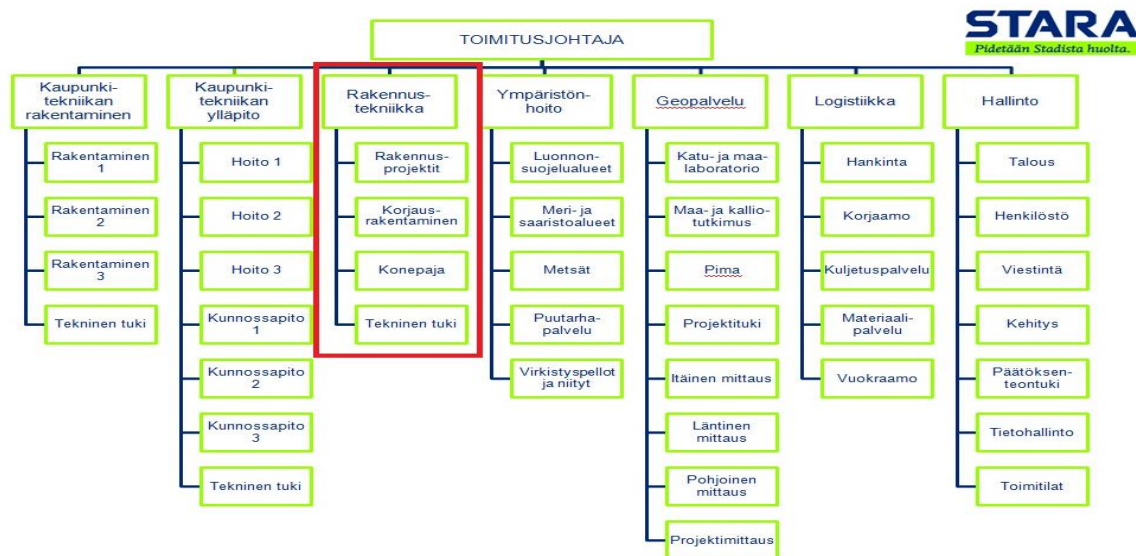 STARA
Pidetään Stadista huolta.
TOIMITUSJOHTAJA
Kaupunki-
tekniikan
rakentaminen
Rakentaminen
1
Rakentaminen
2
Rakentaminen
3
Tekninen tuki
Kaupunki-
tekniikan
ylläpito
Hoito 1
Hoito 2
Hoito 3
Kunnossapito
1
Kunnossapito
2
Kunnossapito
3
Tekninen tuki
Rakennus-
tekniikka
Rakennus-
projektit
Korjaus-
rakentaminen
Konepaja
Tekninen tuki
Ympäristön-
hoito
Luonnon-
suojelualueet
Meri- ja
saaristoalueet
Metsät
Puutarha-
palvelu
Virkistyspellot
ja niityt
Geopalvelu
Katu- ja maa-
laboratorio
Maa- ja kallio-
tutkimus
Pima
Projektituki
Itäinen mittaus
Läntinen
mittaus
Pohjoinen
mittaus
Projektimittaus
Logistiikka
Hankinta
Korjaamo
Kuljetuspalvelu
Materiaali-
palvelu
Vuokraamo
Hallinto
Talous
Henkilöstö
Viestintä
Kehitys
Päätöksen-
teontuki
Tietohallinto
Toimitilat